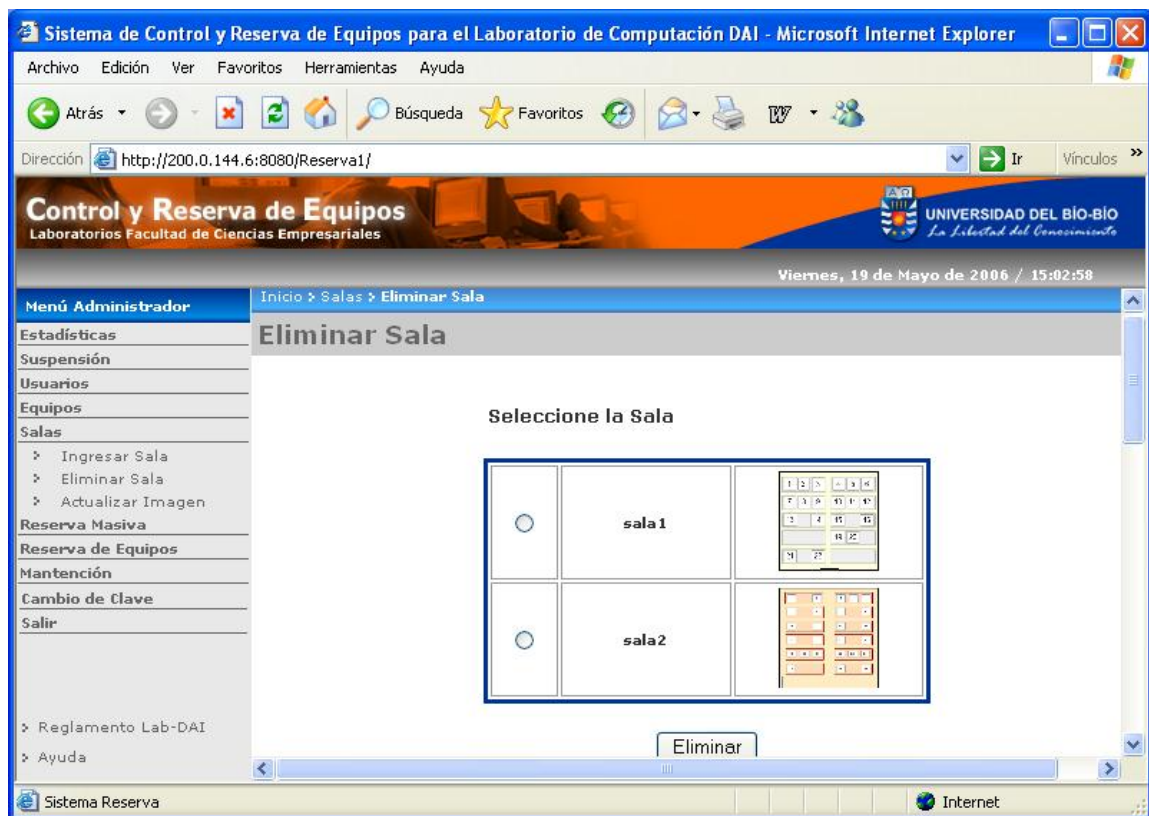 Sistema de Control y Reserva de Equipos para el Laboratorio de Computación DAI - Microsoft Internet Explorer
Archivo Edición Ver Favoritos Herramientas Ayuda
Atrás Búsqueda Favoritos
Dirección http://200.0.144.6:8080/Reserva1/ Ir Vínculos »
Control y Reserva de Equipos
Laboratorios Facultad de Ciencias Empresariales
UNIVERSIDAD DEL BÍO-BÍO
La Libertad del Conocimiento
Viernes, 19 de Mayo de 2006 / 15:02:58
Menú Administrador
Inicio > Salas > Eliminar Sala
Eliminar Sala
Estadísticas
Suspensión
Usuarios
Equipos
Salas
Ingresar Sala
Eliminar Sala
Actualizar Imagen
Reserva Masiva
Reserva de Equipos
Mantención
Cambio de Clave
Salir
Reglamento Lab-DAI
Ayuda
Seleccione la Sala
sala1
sala2
Eliminar
Sistema Reserva
Internet